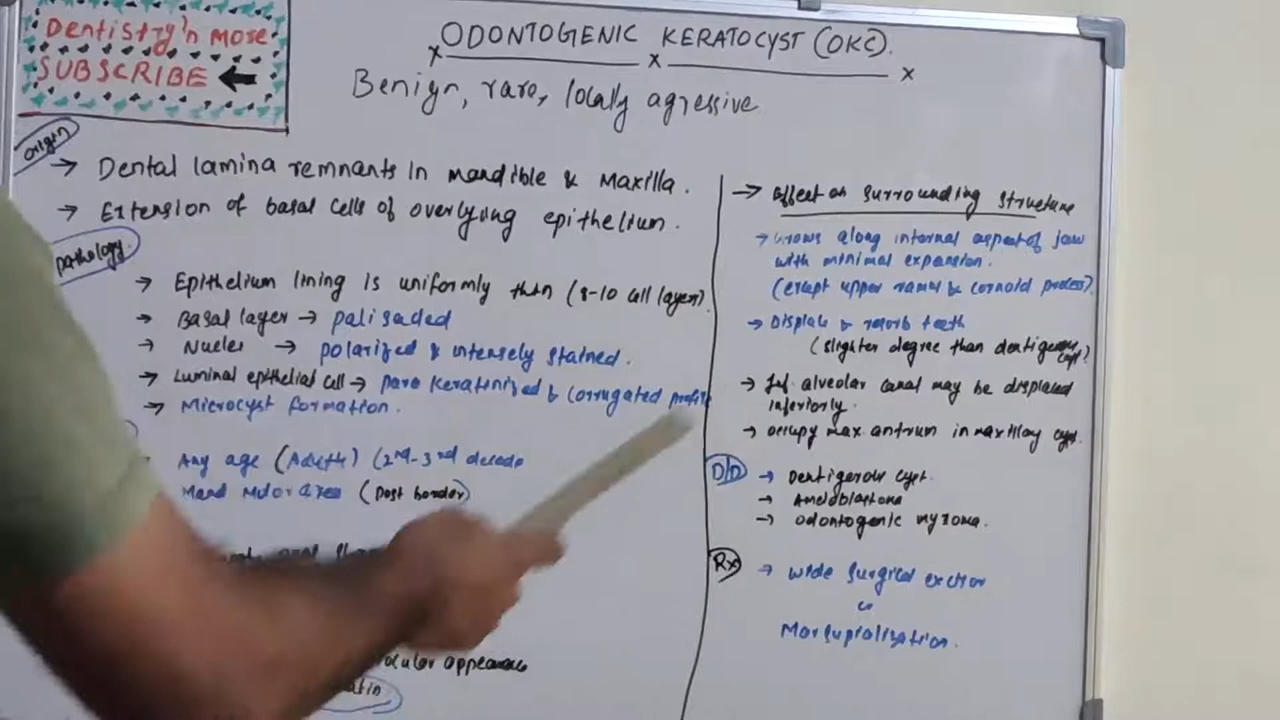 Dentistry'n more
SUBSCRIBE
ODONTOGENIC KERATOCYST (OKC).
Benign, rare, locally agressive
Origin
→ Dental lamina remnants in mandible & Maxilla.
→ Extension of basal cells of overlying epithelium.
Pathology
→ Epithelium lining is uniformly thin (8-10 cell layers).
→ Basal layer → palisaded
→ Nuclei → polarized & intensely stained.
→ Luminal epithelial cell → para keratinized & corrugated profile
→ Microcyst formation.
Any age (Adults) (2nd-3rd decade
Mand Molar area (post border)
ocular appearance
atin
→ Effect on surrounding structure
→ Grows along internal aspect of jaw
with minimal expansion.
(except upper ramus & coronoid process).
→ Displace & resorb teeth
(slighter degree than dentigerous cyst)
→ Inf. alveolar canal may be displaced
inferiorly.
→ Occupy max. antrum in maxillary cyst.
D/D → Dentigerous cyst.
→ Ameloblastoma
→ Odontogenic myxoma.
Rx → Wide surgical
or
Marsupialization.